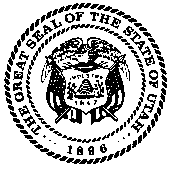 THE GREAT SEAL OF THE STATE OF UTAH
1847
1896